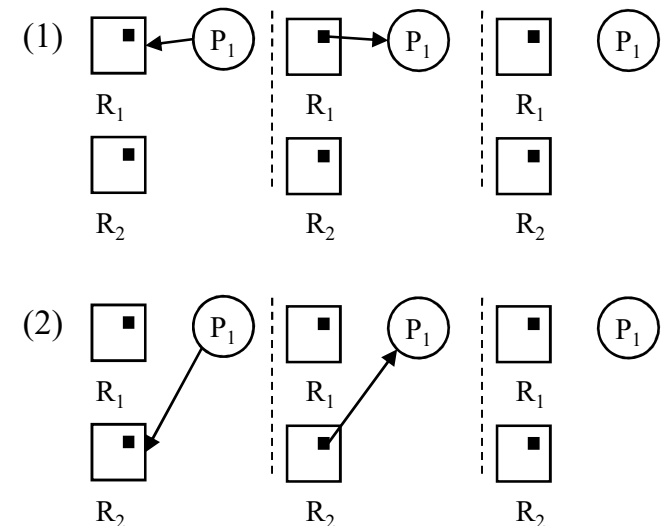 (1) P₁ P₁ P₁
R₁ R₁ R₁
R₂ R₂ R₂
(2) P₁ P₁ P₁
R₁ R₁ R₁
R₂ R₂ R₂